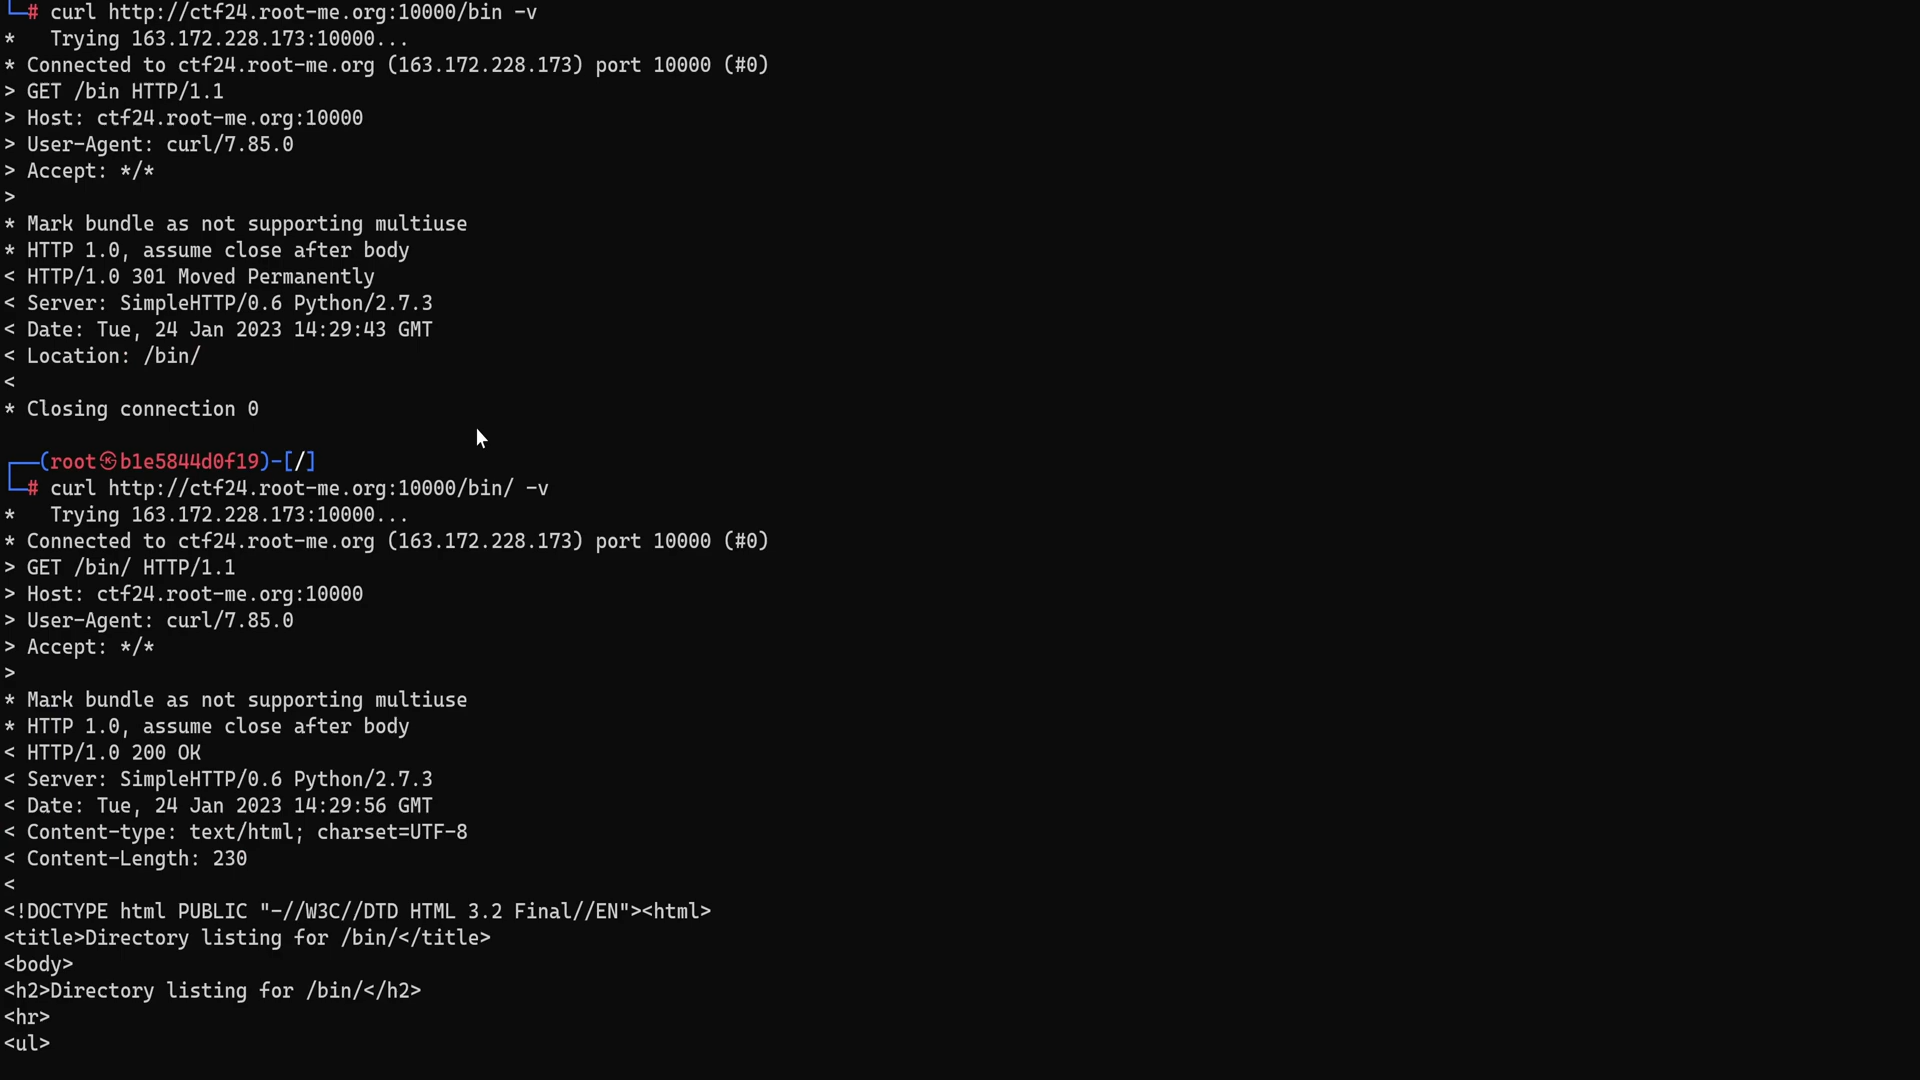 └─# curl http://ctf24.root-me.org:10000/bin -v
*   Trying 163.172.228.173:10000...
* Connected to ctf24.root-me.org (163.172.228.173) port 10000 (#0)
> GET /bin HTTP/1.1
> Host: ctf24.root-me.org:10000
> User-Agent: curl/7.85.0
> Accept: */*
>
* Mark bundle as not supporting multiuse
* HTTP 1.0, assume close after body
< HTTP/1.0 301 Moved Permanently
< Server: SimpleHTTP/0.6 Python/2.7.3
< Date: Tue, 24 Jan 2023 14:29:43 GMT
< Location: /bin/
<
* Closing connection 0
┌──(root㉿b1e5844d0f19)-[/]
└─# curl http://ctf24.root-me.org:10000/bin/ -v
*   Trying 163.172.228.173:10000...
* Connected to ctf24.root-me.org (163.172.228.173) port 10000 (#0)
> GET /bin/ HTTP/1.1
> Host: ctf24.root-me.org:10000
> User-Agent: curl/7.85.0
> Accept: */*
>
* Mark bundle as not supporting multiuse
* HTTP 1.0, assume close after body
< HTTP/1.0 200 OK
< Server: SimpleHTTP/0.6 Python/2.7.3
< Date: Tue, 24 Jan 2023 14:29:56 GMT
< Content-type: text/html; charset=UTF-8
< Content-Length: 230
<
<!DOCTYPE html PUBLIC "-//W3C//DTD HTML 3.2 Final//EN"><html>
<title>Directory listing for /bin/</title>
<body>
<h2>Directory listing for /bin/</h2>
<hr>
<ul>